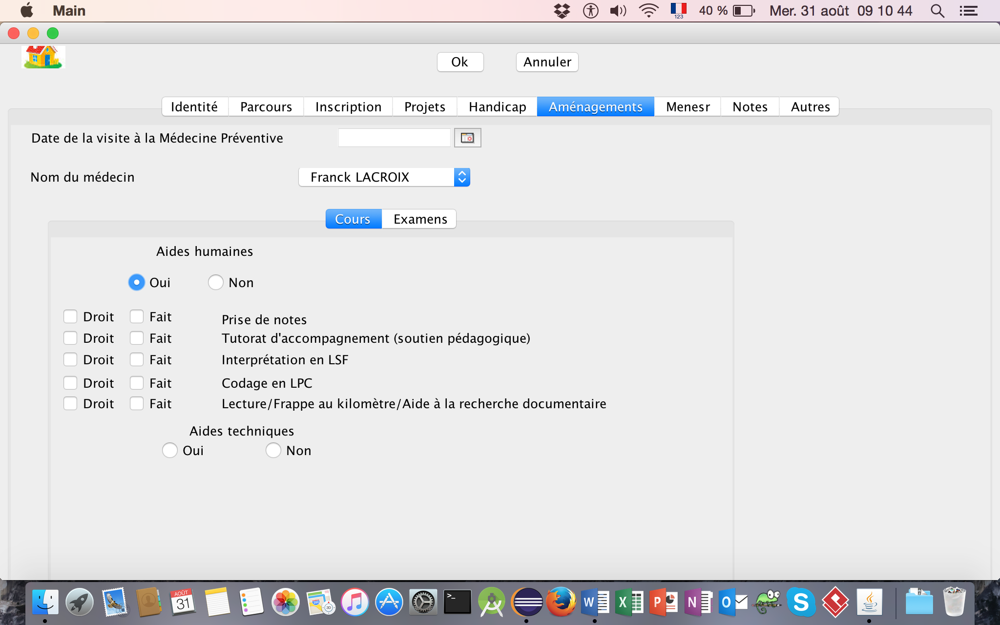 Main 123 40 % Mer. 31 août 09 10 44
Ok Annuler
Identité Parcours Inscription Projets Handicap Aménagements Menesr Notes Autres
Date de la visite à la Médecine Préventive
Nom du médecin Franck LACROIX
Cours Examens
Aides humaines
Oui Non
Droit Fait Prise de notes
Droit Fait Tutorat d'accompagnement (soutien pédagogique)
Droit Fait Interprétation en LSF
Droit Fait Codage en LPC
Droit Fait Lecture/Frappe au kilomètre/Aide à la recherche documentaire
Aides techniques
Oui Non
AOÛT
31 280 3D >_ W X P N O S